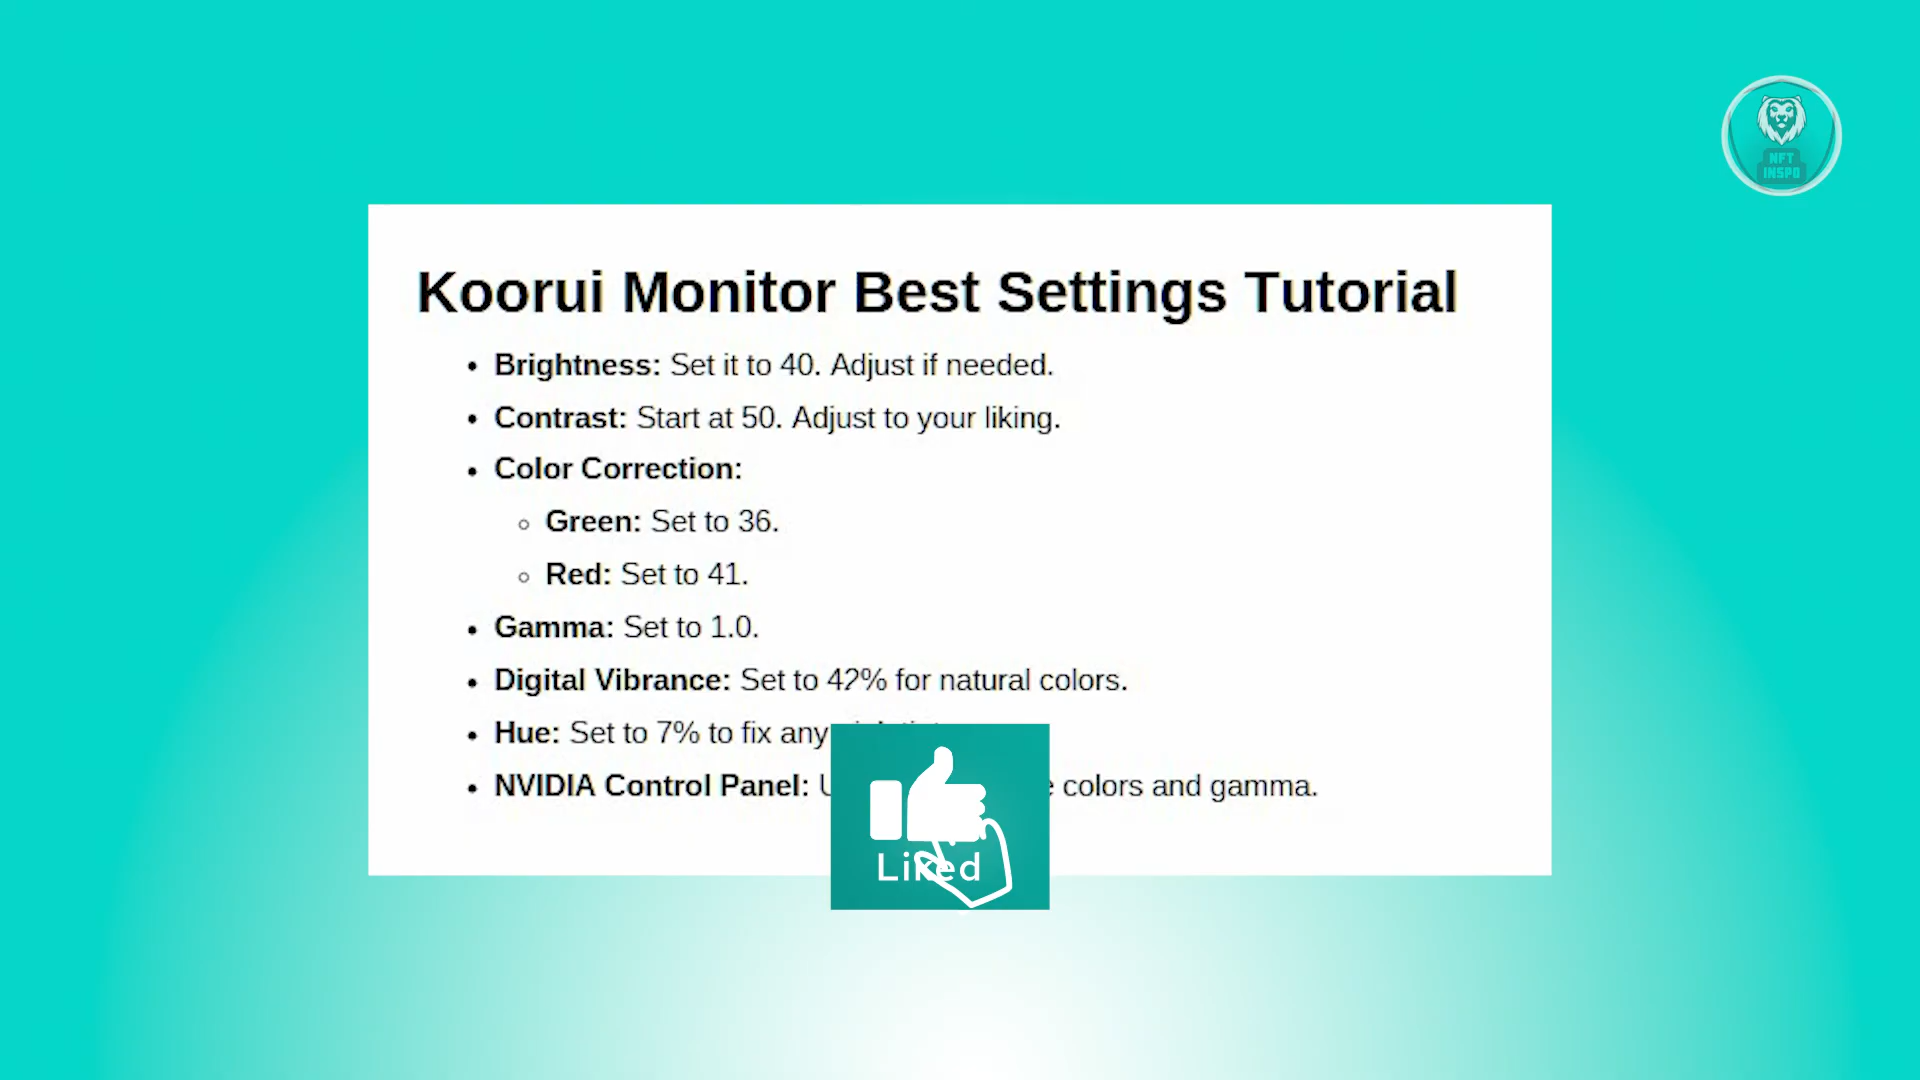 NFT
INSPO
Koorui Monitor Best Settings Tutorial
• Brightness: Set it to 40. Adjust if needed.
• Contrast: Start at 50. Adjust to your liking.
• Color Correction:
○ Green: Set to 36.
○ Red: Set to 41.
• Gamma: Set to 1.0.
• Digital Vibrance: Set to 42% for natural colors.
• Hue: Set to 7% to fix any
• NVIDIA Control Panel: colors and gamma.
Liked